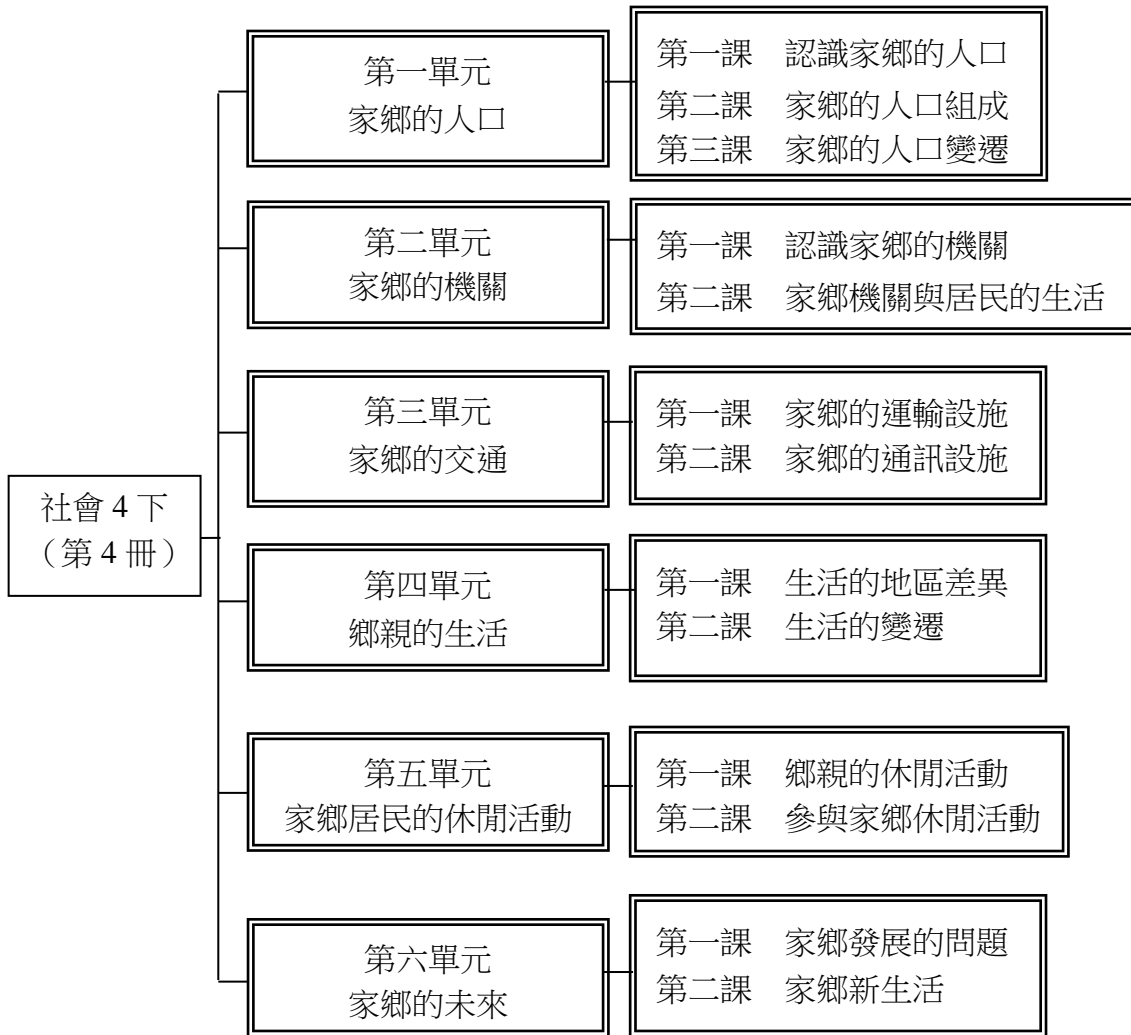 社會 4 下
（第 4 冊）
第一單元
家鄉的人口
第一課　認識家鄉的人口
第二課　家鄉的人口組成
第三課　家鄉的人口變遷
第二單元
家鄉的機關
第一課　認識家鄉的機關
第二課　家鄉機關與居民的生活
第三單元
家鄉的交通
第一課　家鄉的運輸設施
第二課　家鄉的通訊設施
第四單元
鄉親的生活
第一課　生活的地區差異
第二課　生活的變遷
第五單元
家鄉居民的休閒活動
第一課　鄉親的休閒活動
第二課　參與家鄉休閒活動
第六單元
家鄉的未來
第一課　家鄉發展的問題
第二課　家鄉新生活